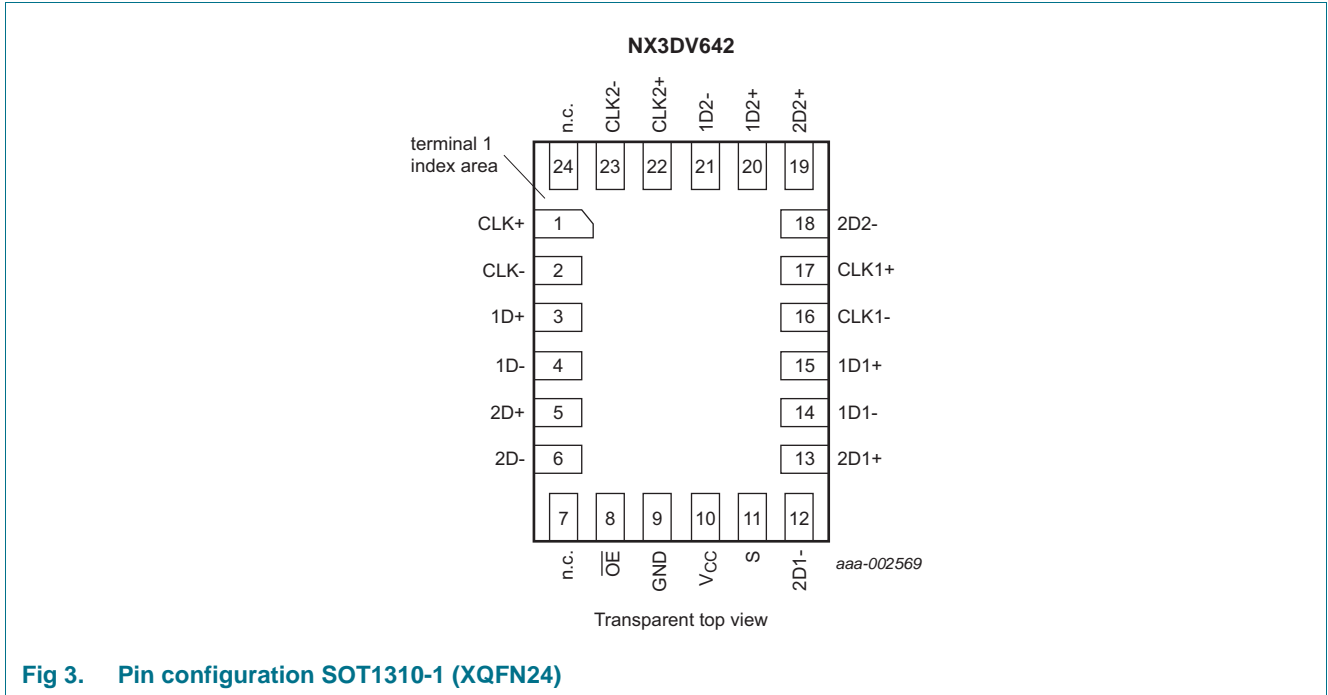 NX3DV642
n.c.
CLK2-
CLK2+
1D2-
1D2+
2D2+
terminal 1
index area
24 23 22 21 20 19
CLK+ 1 18 2D2-
CLK- 2 17 CLK1+
1D+ 3 16 CLK1-
1D- 4 15 1D1+
2D+ 5 14 1D1-
2D- 6 13 2D1+
7 8 9 10 11 12
n.c.
OE
GND
VCC
S
2D1-
aaa-002569
Transparent top view
Fig 3. Pin configuration SOT1310-1 (XQFN24)